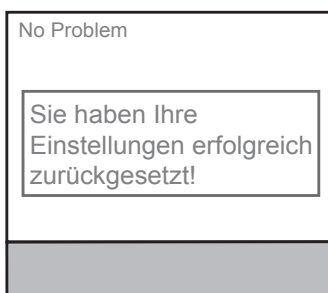 No Problem
Sie haben Ihre
Einstellungen erfolgreich
zurückgesetzt!